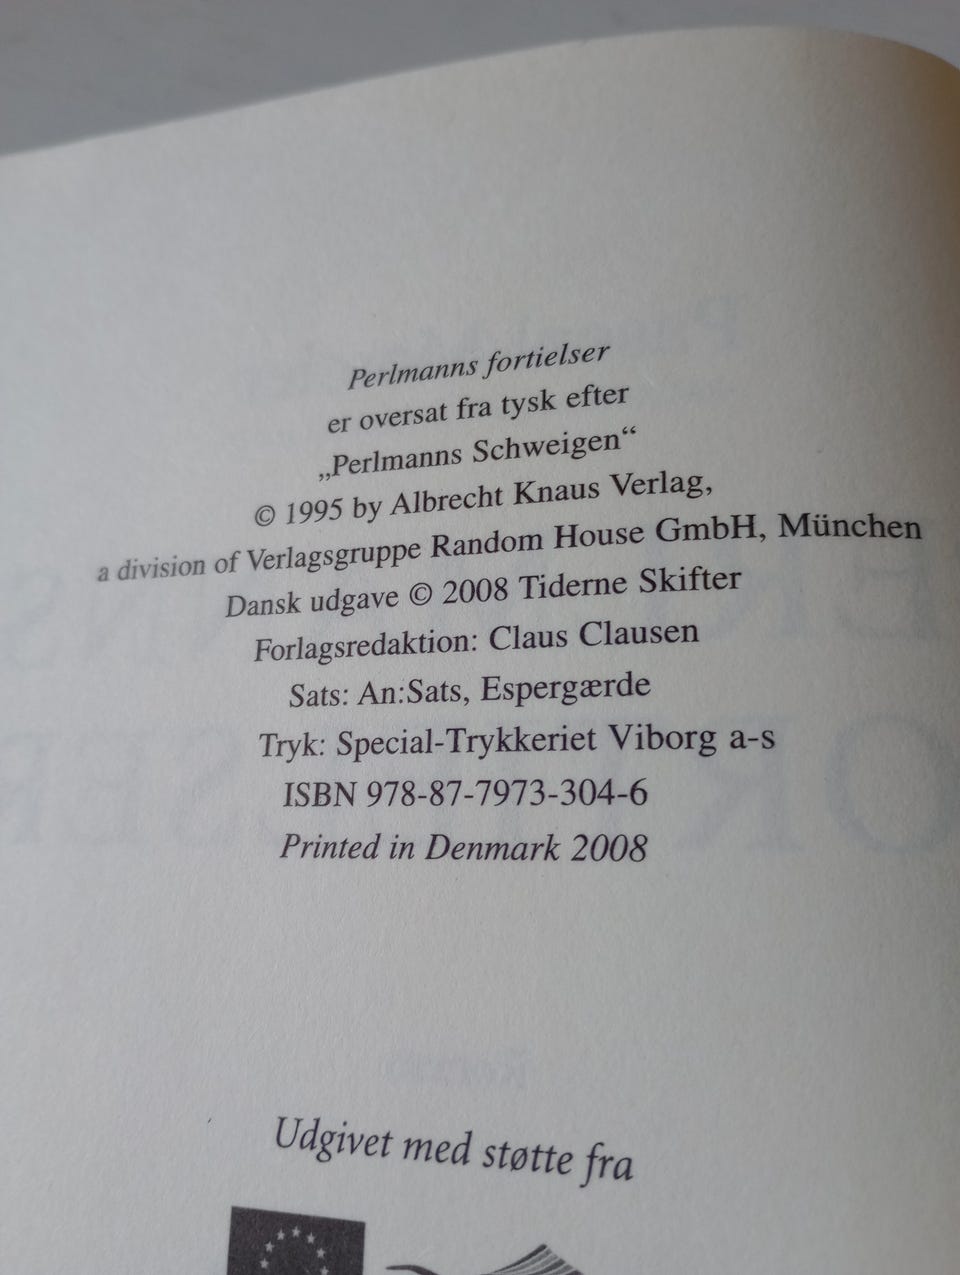 Perlmanns fortielser
er oversat fra tysk efter
„Perlmanns Schweigen“
© 1995 by Albrecht Knaus Verlag,
a division of Verlagsgruppe Random House GmbH, München
Dansk udgave © 2008 Tiderne Skifter
Forlagsredaktion: Claus Clausen
Sats: An:Sats, Espergærde
Tryk: Special-Trykkeriet Viborg a-s
ISBN 978-87-7973-304-6
Printed in Denmark 2008
Udgivet med støtte fra